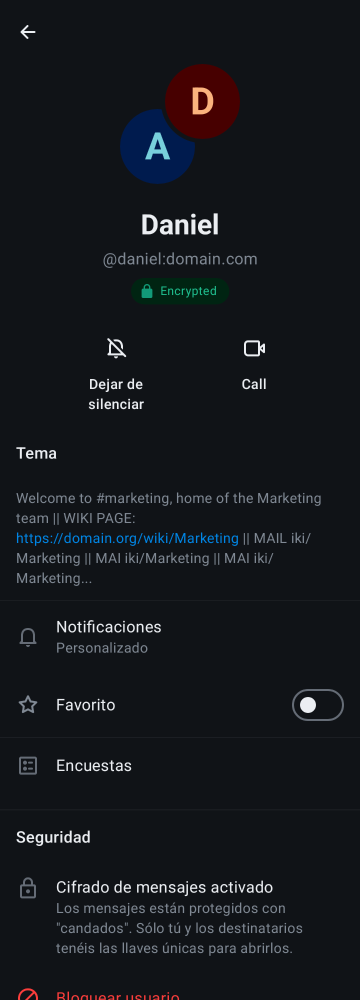 D
A
Daniel
@daniel:domain.com
Encrypted
Dejar de
silenciar
Call
Tema
Welcome to #marketing, home of the Marketing
team || WIKI PAGE:
https://domain.org/wiki/Marketing || MAIL iki/
Marketing || MAI iki/Marketing || MAI iki/
Marketing...
Notificaciones
Personalizado
Favorito
Encuestas
Seguridad
Cifrado de mensajes activado
Los mensajes están protegidos con
"candados". Sólo tú y los destinatarios
tenéis las llaves únicas para abrirlos.
Bloquear usuario